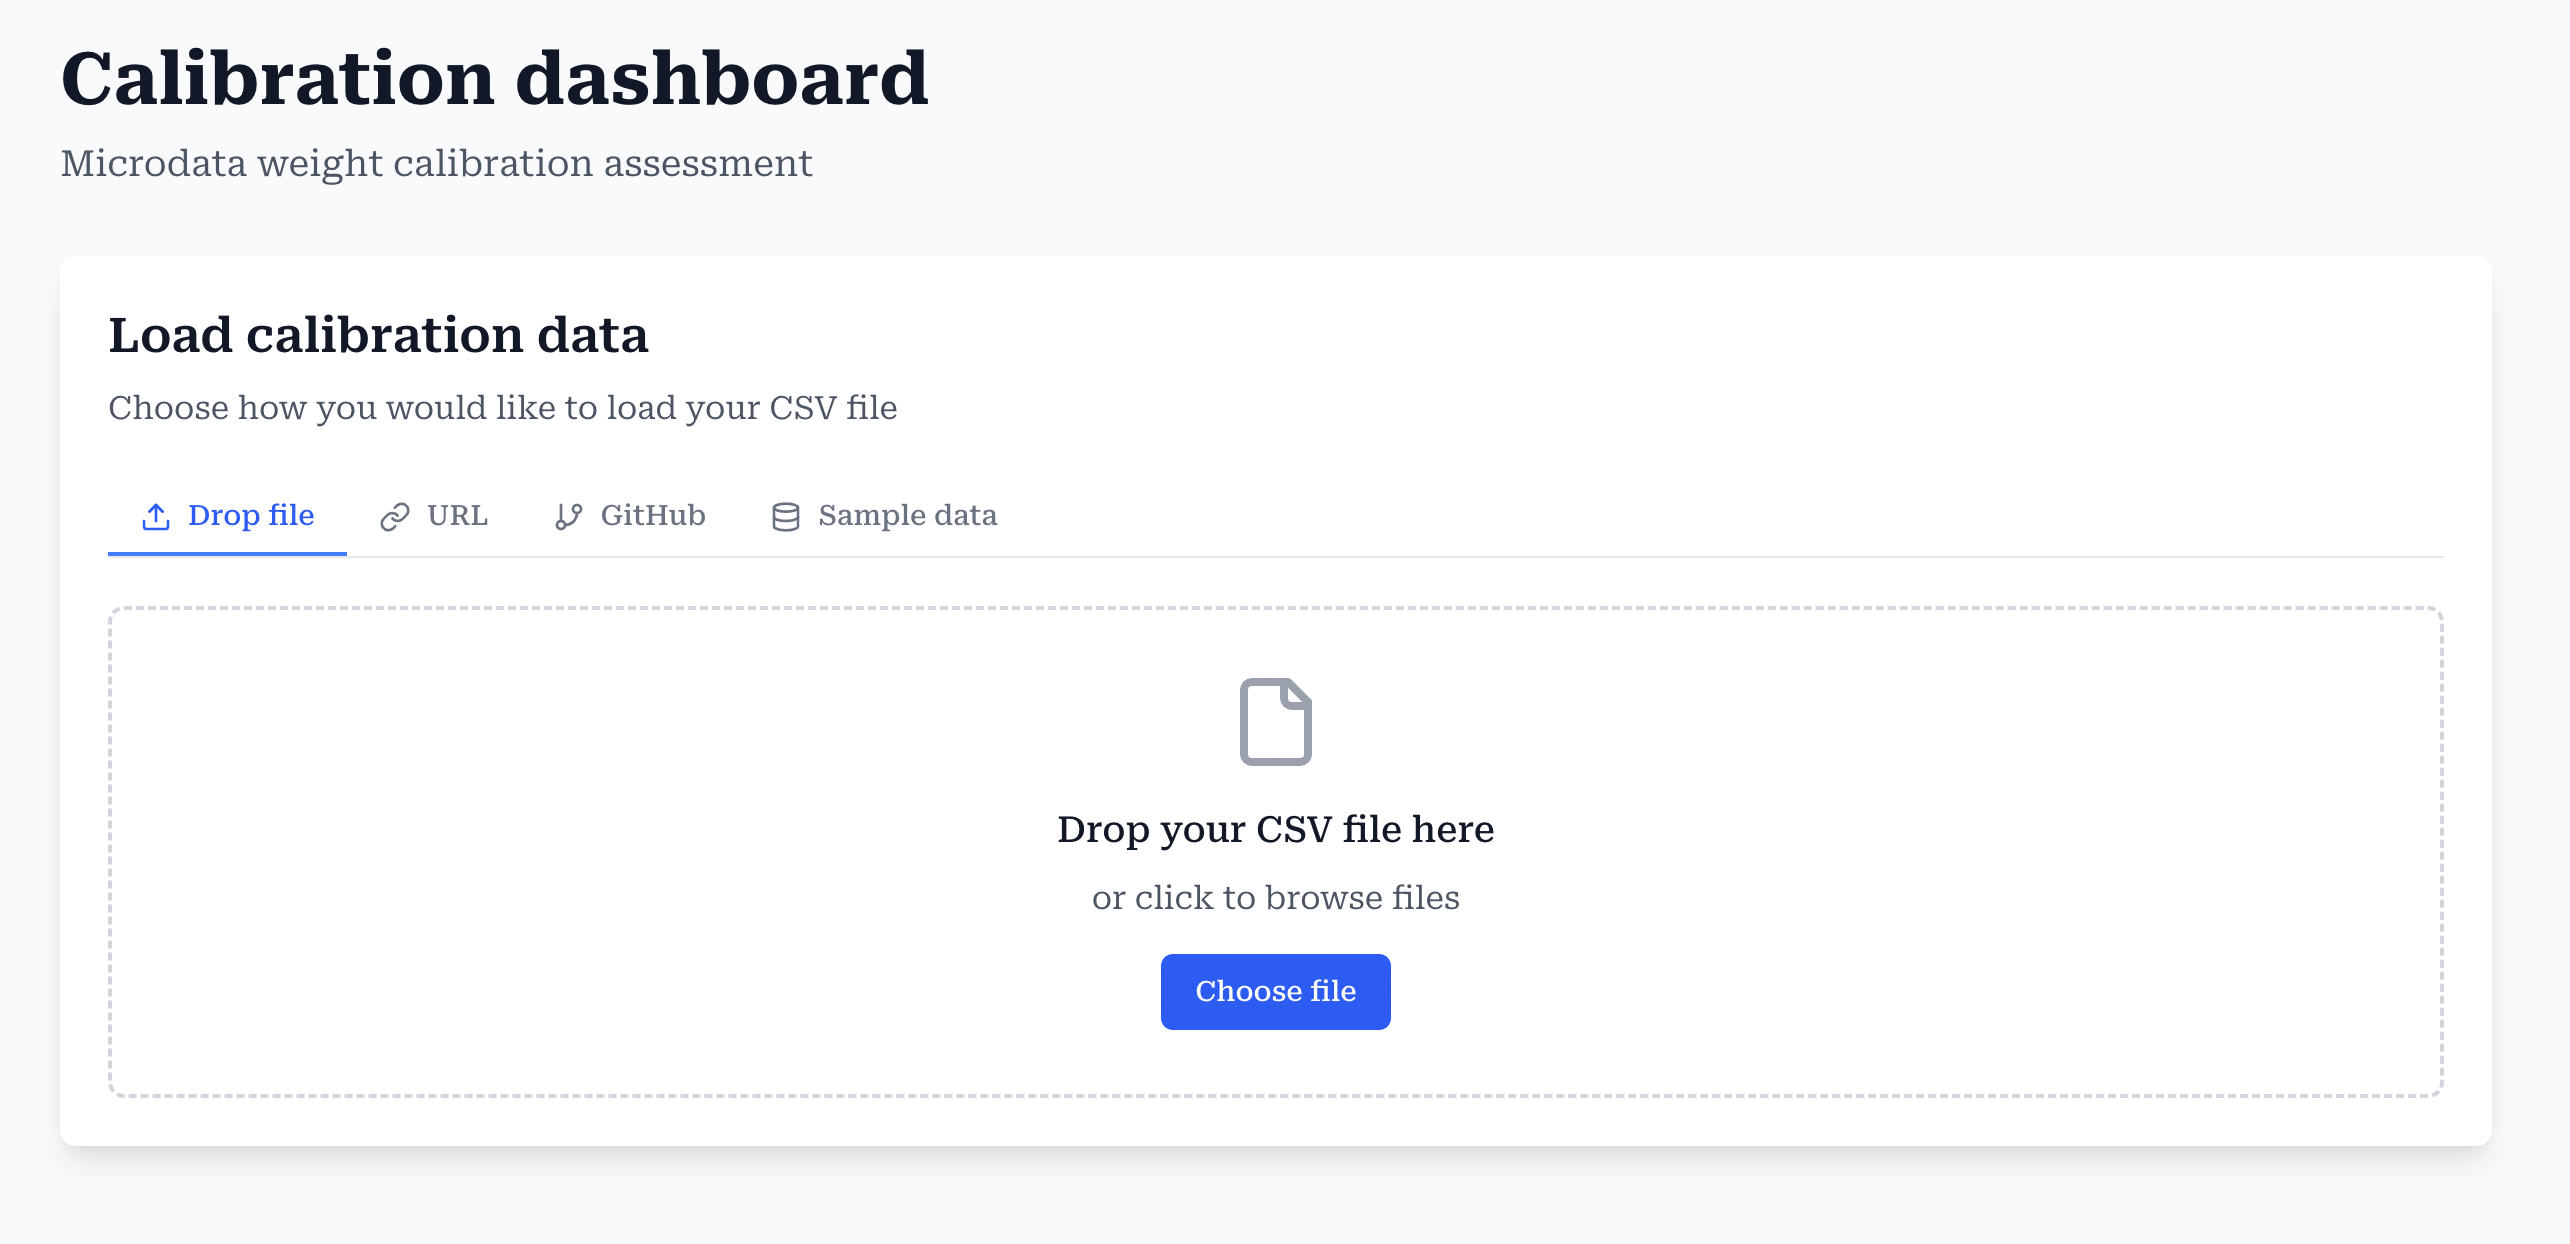 Calibration dashboard
Microdata weight calibration assessment
Load calibration data
Choose how you would like to load your CSV file
Drop file URL GitHub Sample data
Drop your CSV file here
or click to browse files
Choose file